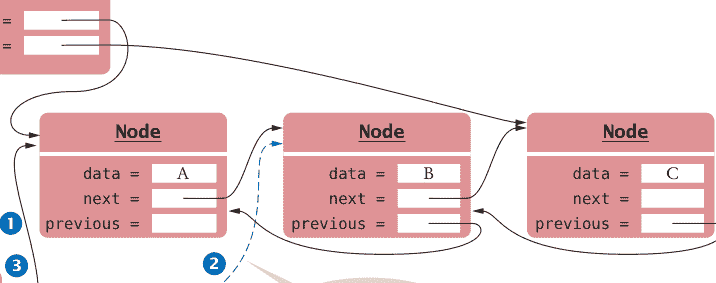 =
=
Node Node Node
data = A data = B data = C
next = next = next =
previous = previous = previous =
1
3
2